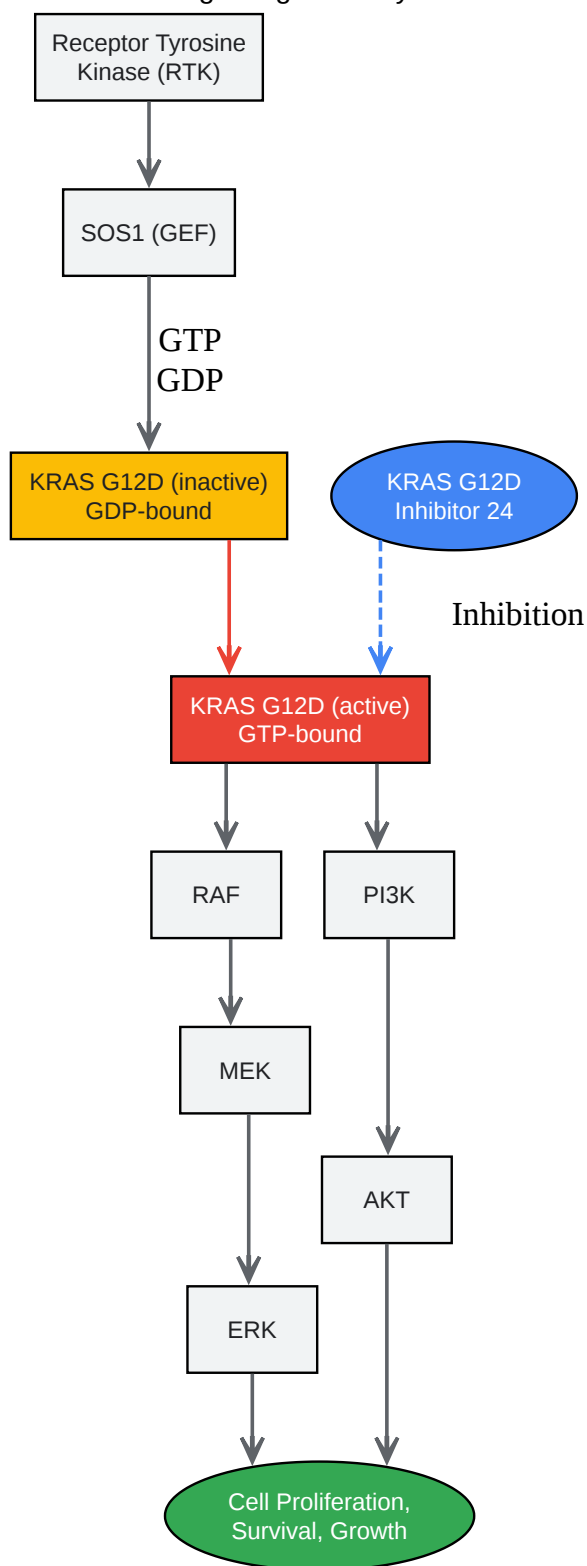 Receptor Tyrosine
Kinase (RTK)
SOS1 (GEF)
GTP
GDP
KRAS G12D (inactive)
GDP-bound
KRAS G12D
Inhibitor 24
Inhibition
KRAS G12D (active)
GTP-bound
RAF
PI3K
MEK
AKT
ERK
Cell Proliferation,
Survival, Growth